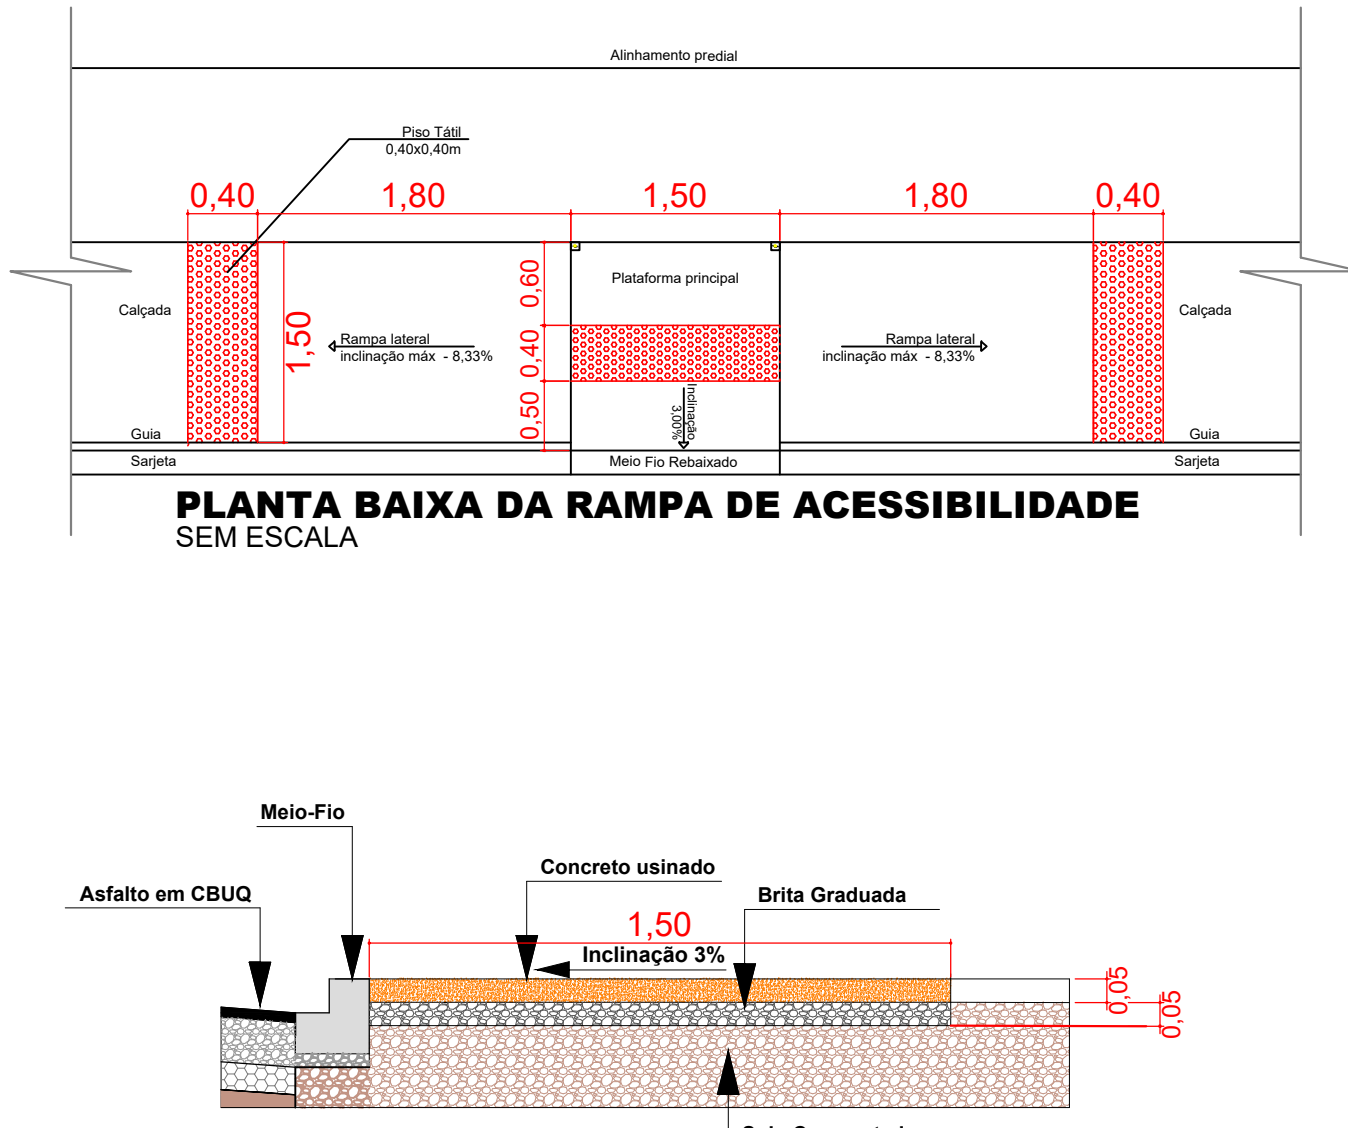 Alinhamento predial
Piso Tátil
0,40x0,40m
0,40
1,80
1,50
1,80
0,40
Plataforma principal
0,60
0,40
0,50
1,50
Calçada
Calçada
Rampa lateral
inclinação máx - 8,33%
Rampa lateral
inclinação máx - 8,33%
Inclinação
3,00%
Guia
Guia
Sarjeta
Meio Fio Rebaixado
Sarjeta
PLANTA BAIXA DA RAMPA DE ACESSIBILIDADE
SEM ESCALA
Meio-Fio
Concreto usinado
Asfalto em CBUQ
Brita Graduada
1,50
Inclinação 3%
0,05
0,05